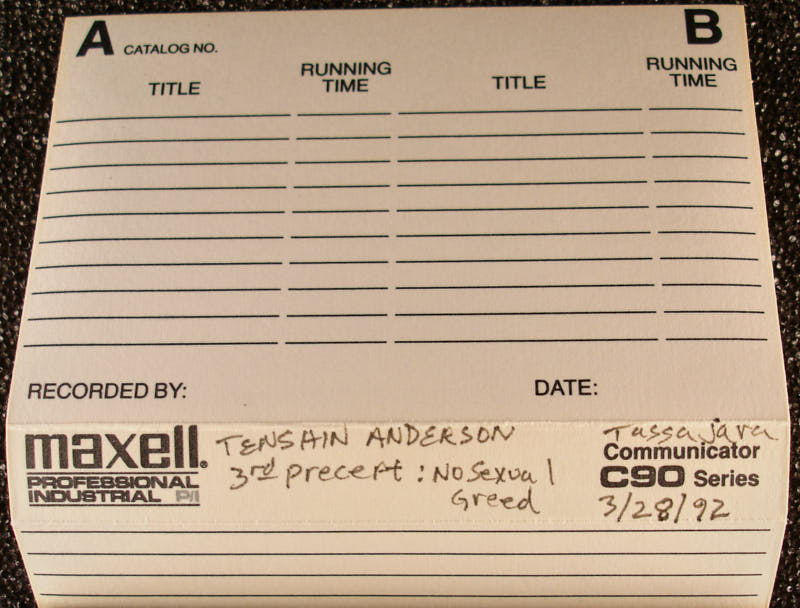 A CATALOG NO. B
TITLE RUNNING TIME TITLE RUNNING TIME
RECORDED BY: DATE:
maxell. TENSHIN ANDERSON Tassajara
PROFESSIONAL INDUSTRIAL P/I 3rd precept : No Sexual Communicator
Greed C90 Series
3/28/92